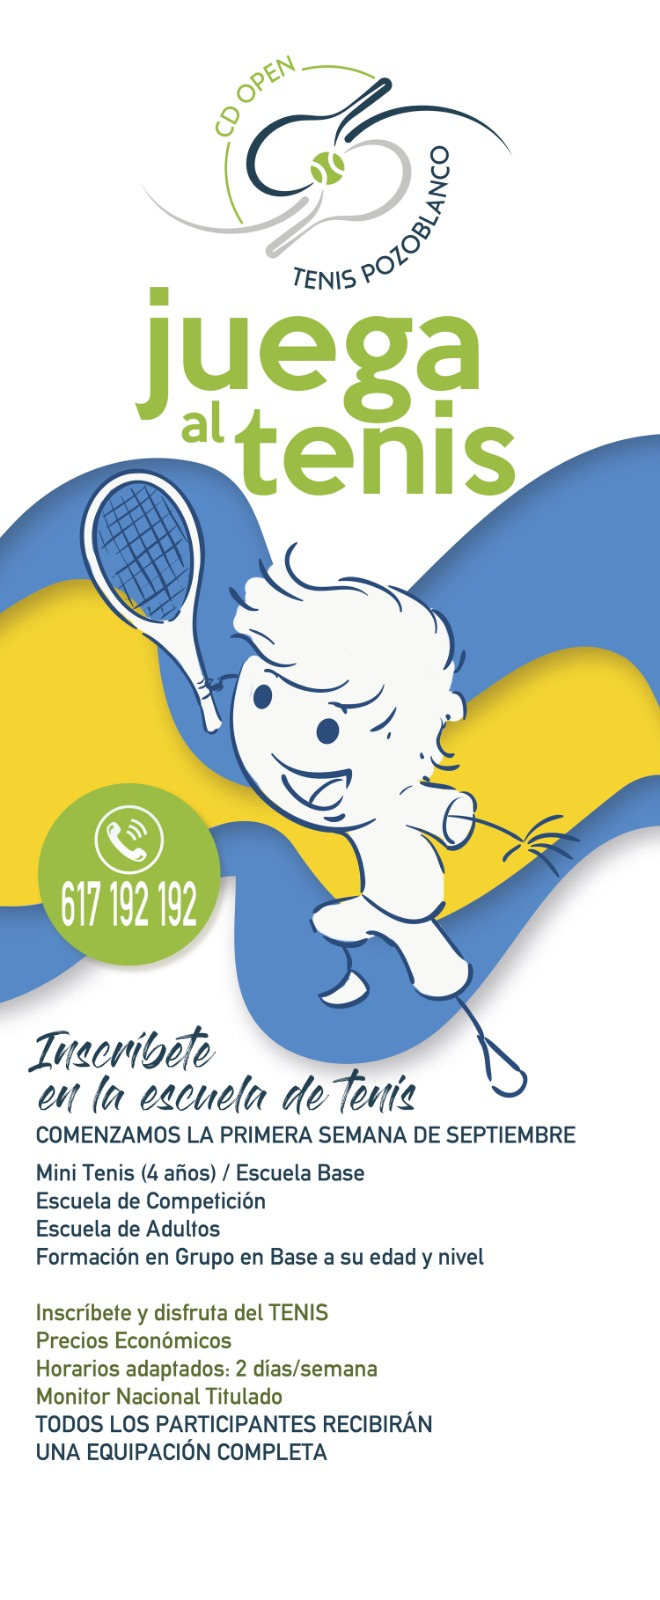 CD OPEN
TENIS POZOBLANCO
juega
al tenis
617 192 192
Inscríbete
en la escuela de tenis
COMENZAMOS LA PRIMERA SEMANA DE SEPTIEMBRE
Mini Tenis (4 años) / Escuela Base
Escuela de Competición
Escuela de Adultos
Formación en Grupo en Base a su edad y nivel
Inscríbete y disfruta del TENIS
Precios Económicos
Horarios adaptados: 2 días/semana
Monitor Nacional Titulado
TODOS LOS PARTICIPANTES RECIBIRÁN
UNA EQUIPACIÓN COMPLETA